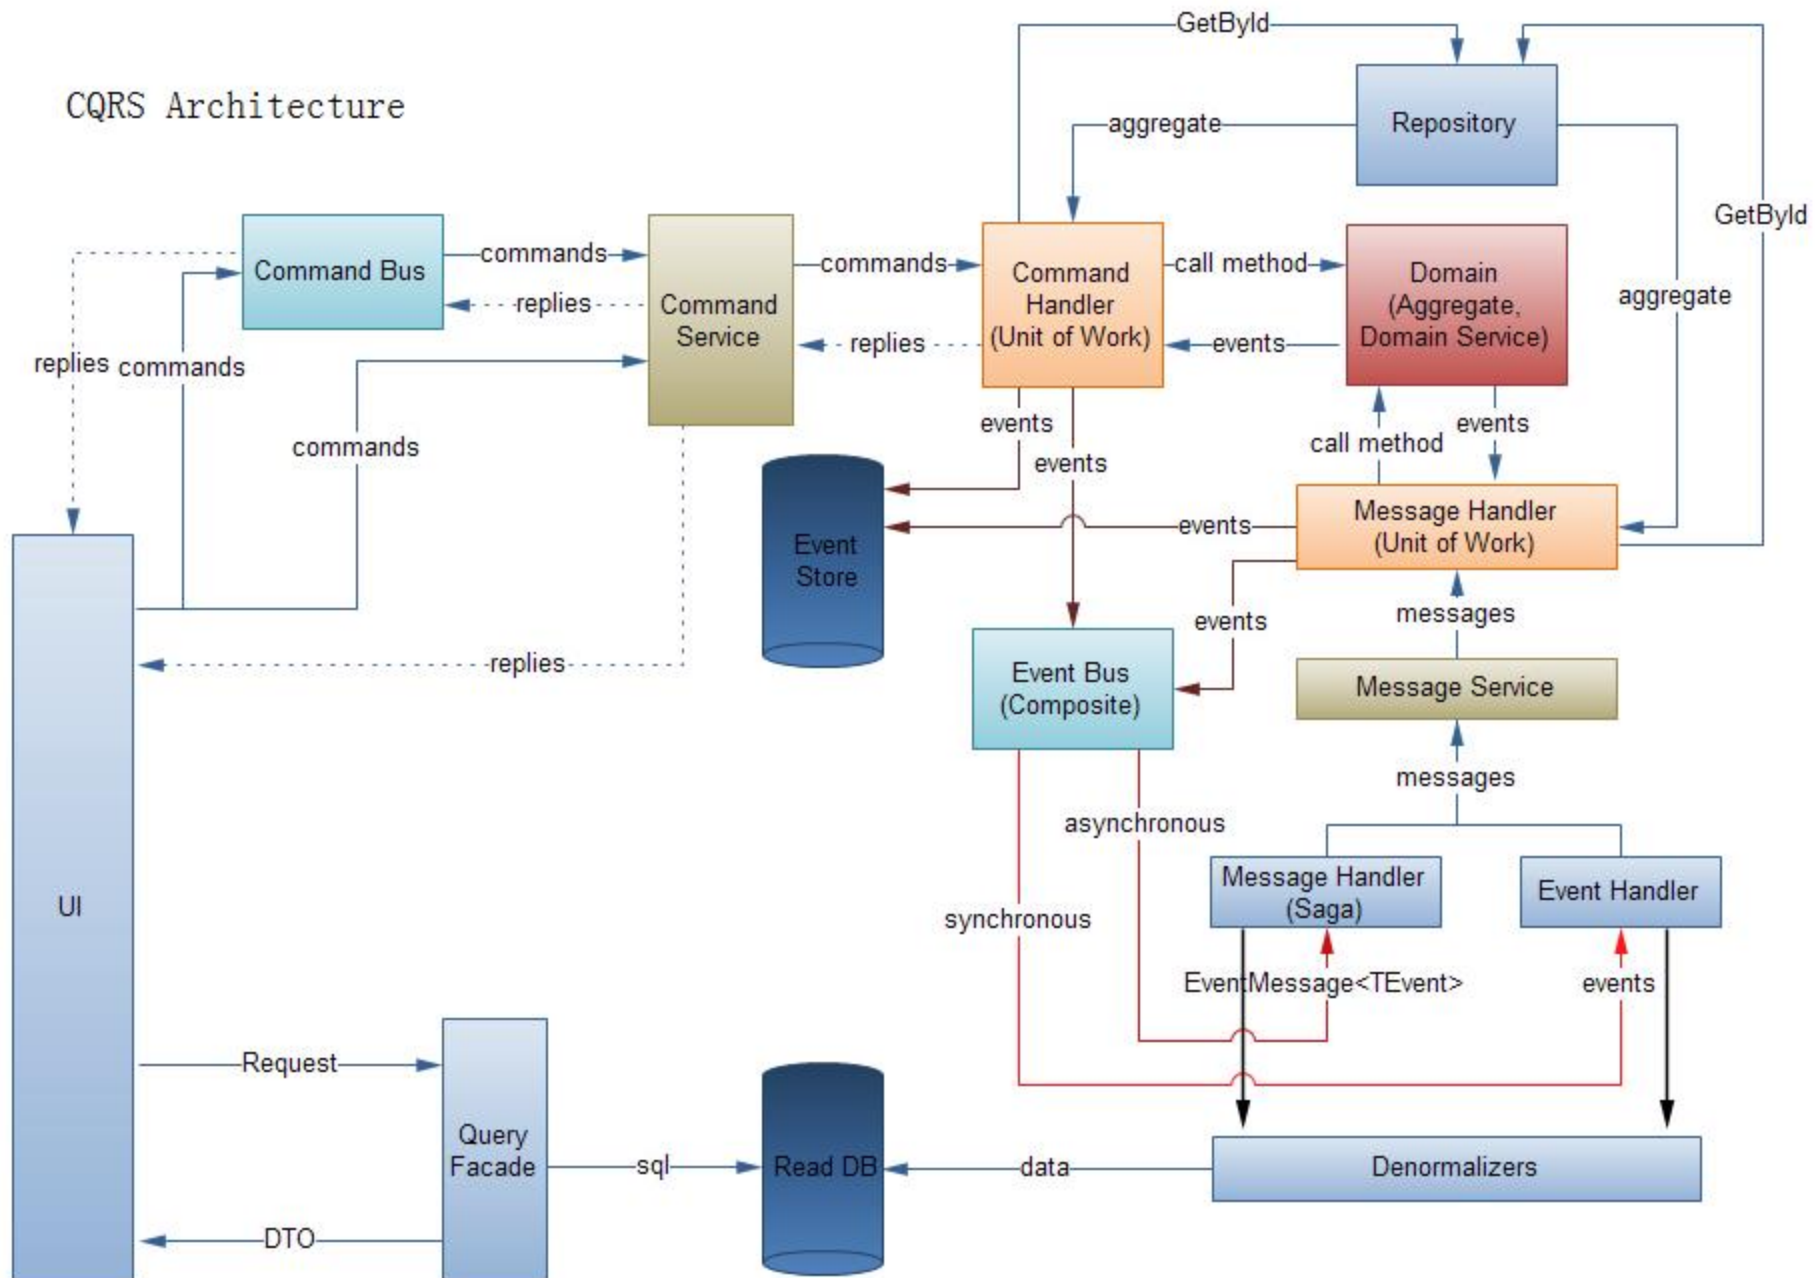 GetById
CQRS Architecture
aggregate
Repository
GetById
Command Bus
commands
replies
Command
Service
commands
replies
Command
Handler
(Unit of Work)
call method
events
Domain
(Aggregate,
Domain Service)
aggregate
replies
commands
commands
events
events
call method
events
Event
Store
events
Message Handler
(Unit of Work)
events
messages
replies
Event Bus
(Composite)
Message Service
messages
asynchronous
synchronous
Message Handler
(Saga)
Event Handler
UI
EventMessage<TEvent>
events
Request
Query
Facade
sql
Read DB
data
Denormalizers
DTO